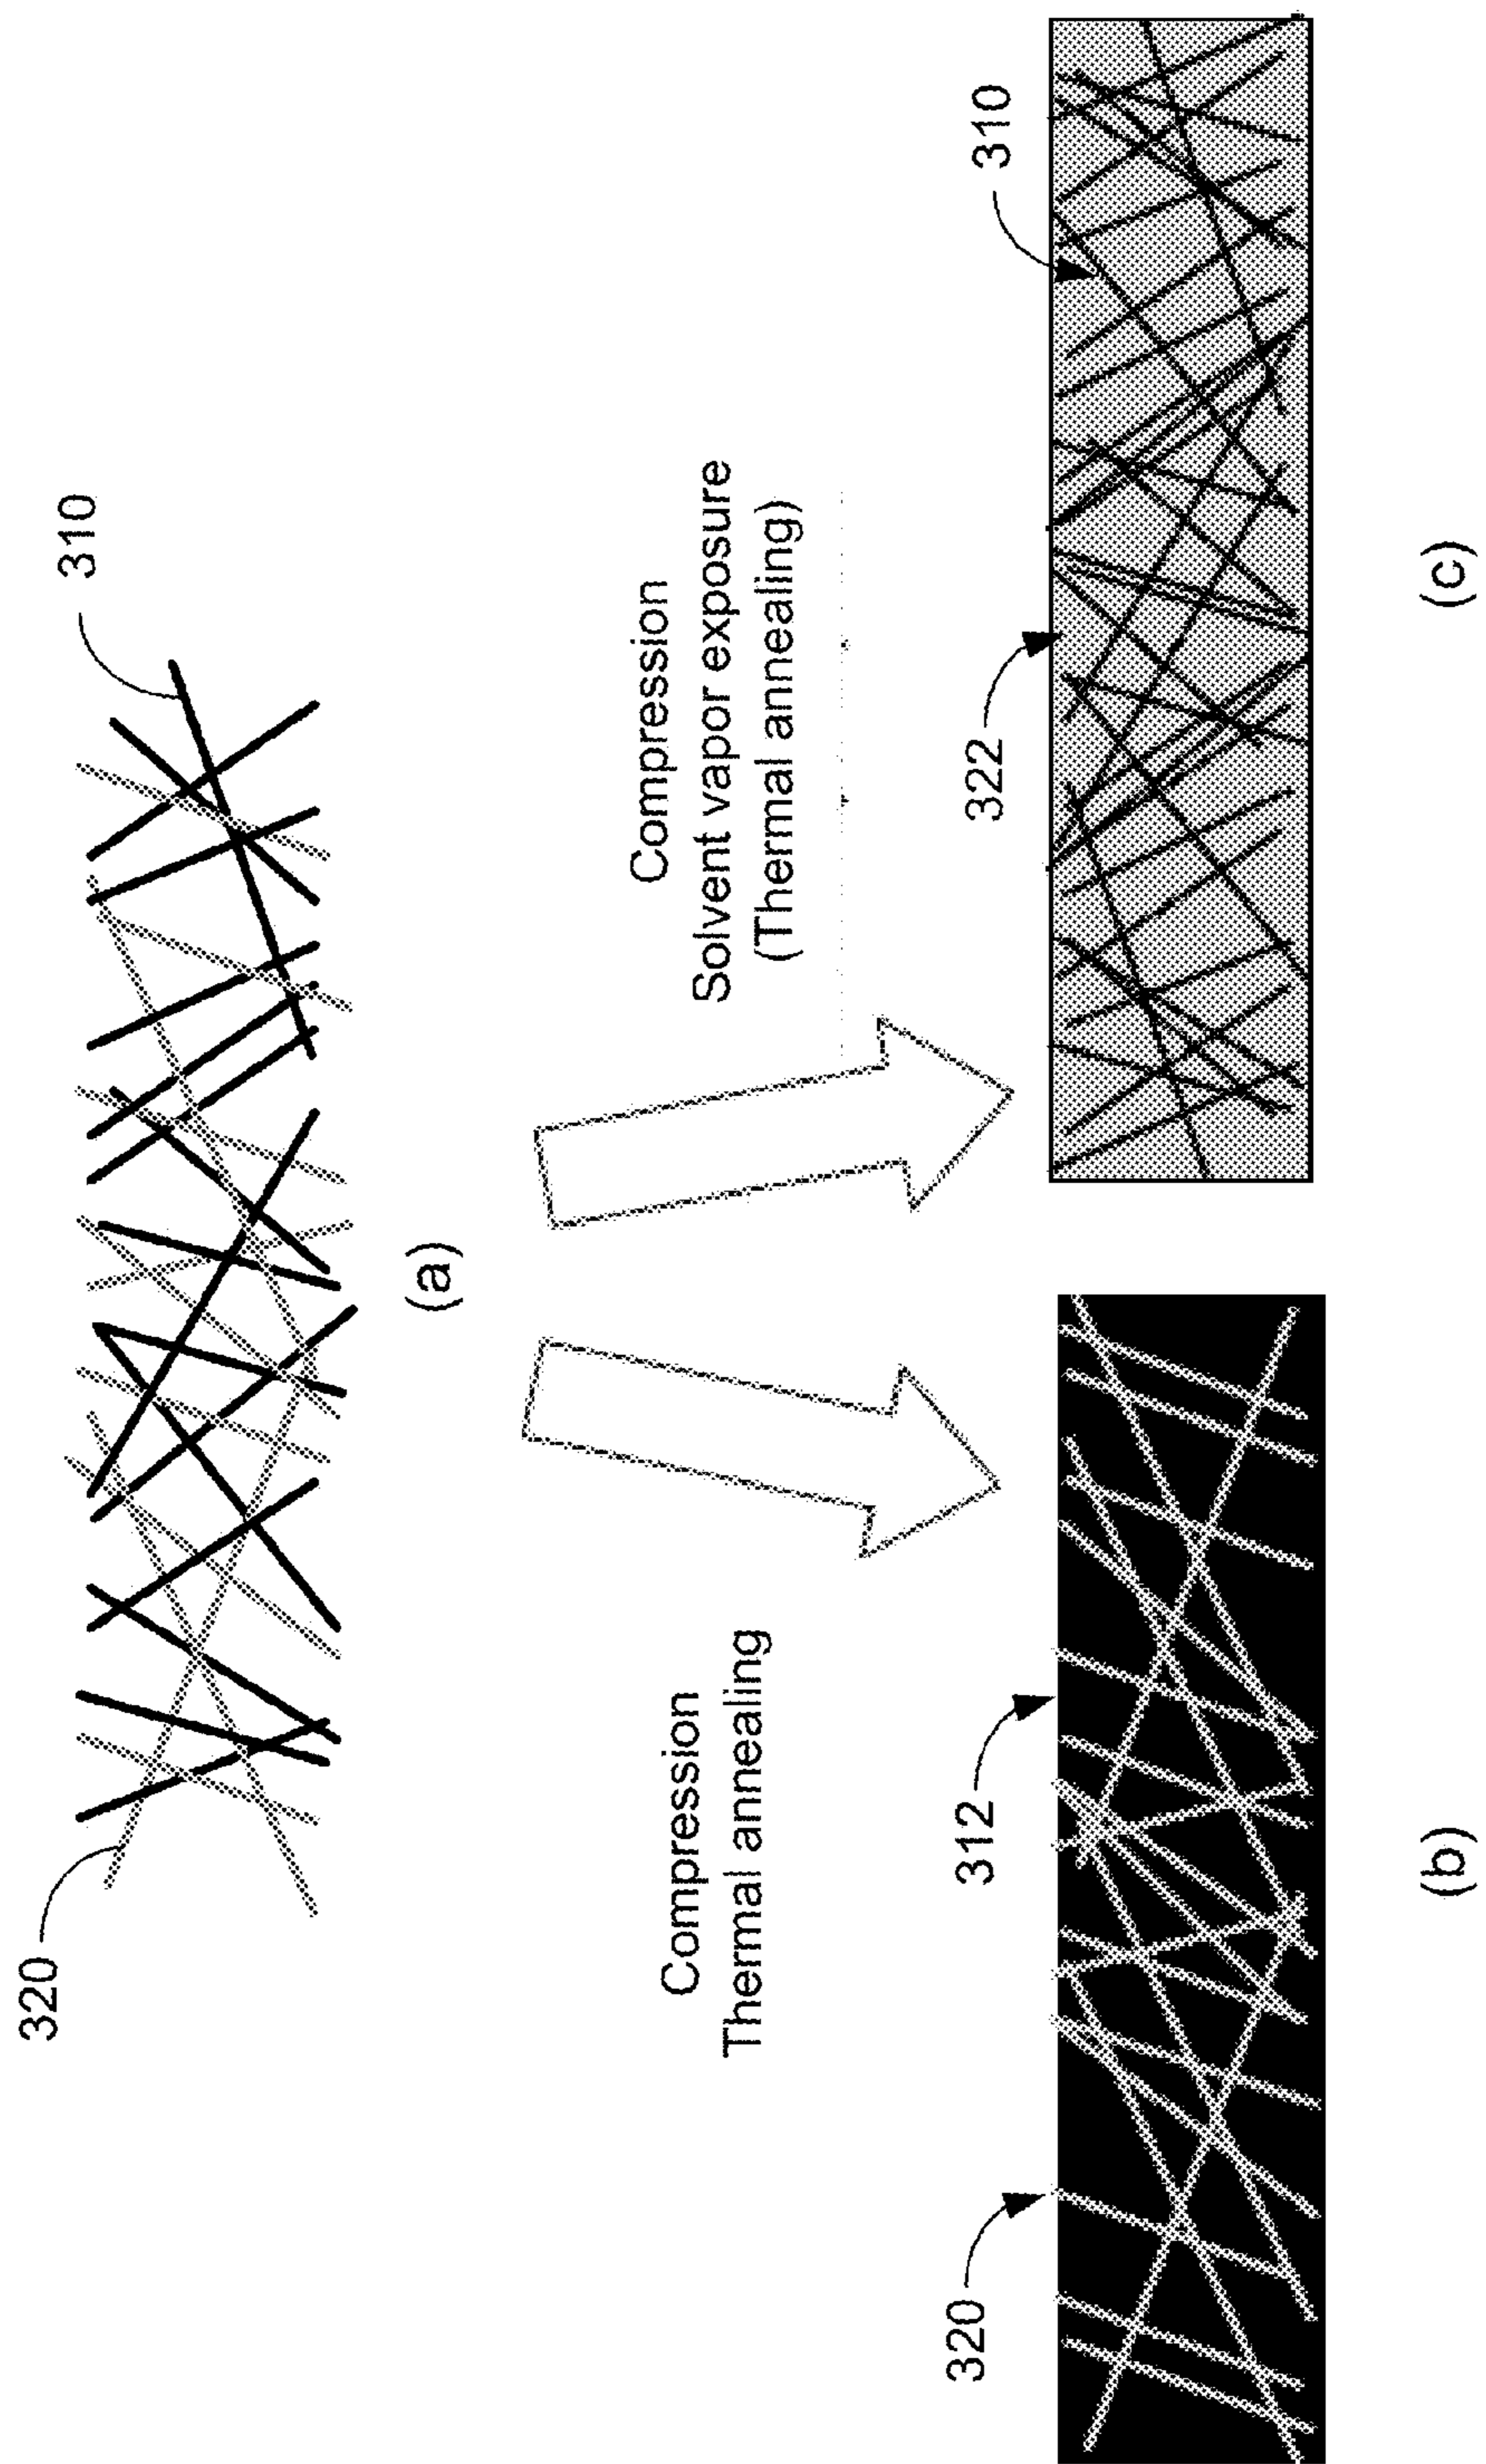 320
310
(a)
Compression
Thermal annealing
Compression
Solvent vapor exposure
(Thermal annealing)
320
312
322
310
(b)
(c)